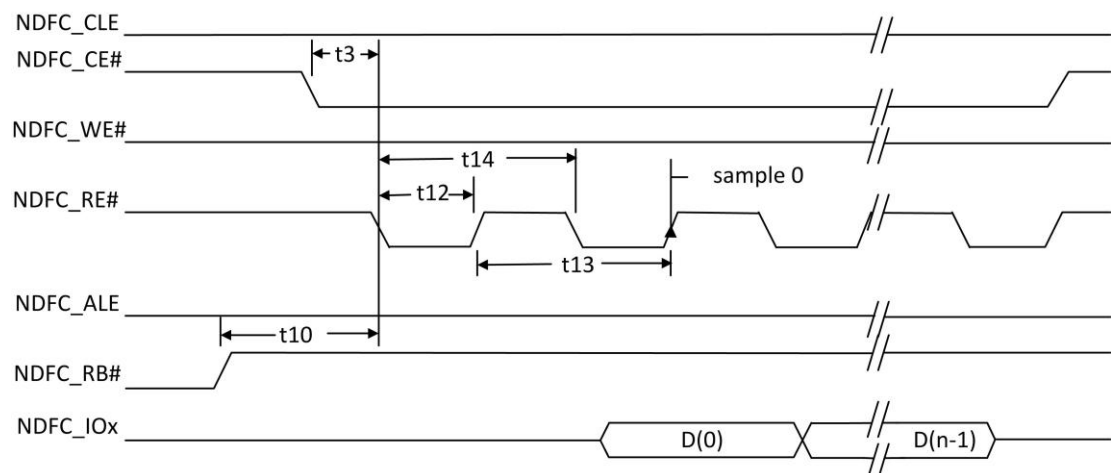 NDFC_CLE
t3
NDFC_CE#
NDFC_WE#
t14
sample 0
t12
NDFC_RE#
t13
NDFC_ALE
t10
NDFC_RB#
NDFC_IOx
D(0)
D(n-1)